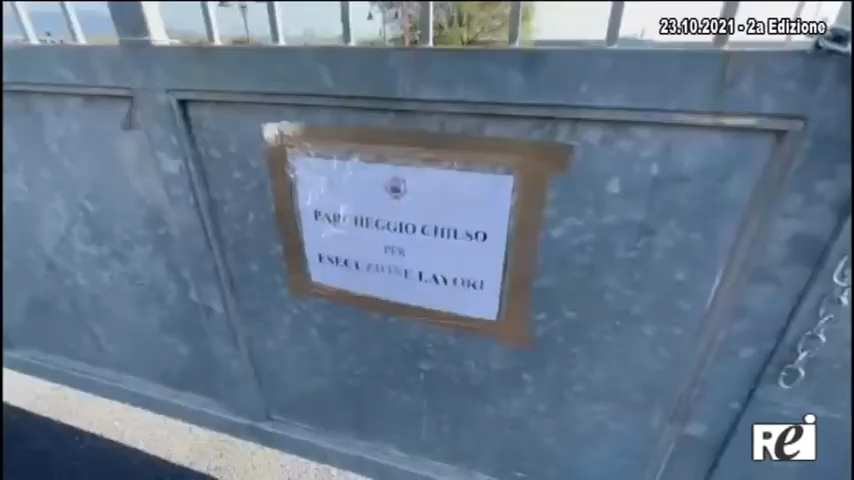 23.10.2021 - 2a Edizione
PARCHEGGIO CHIUSO
PER
ESECUZIONE LAVORI
Rei